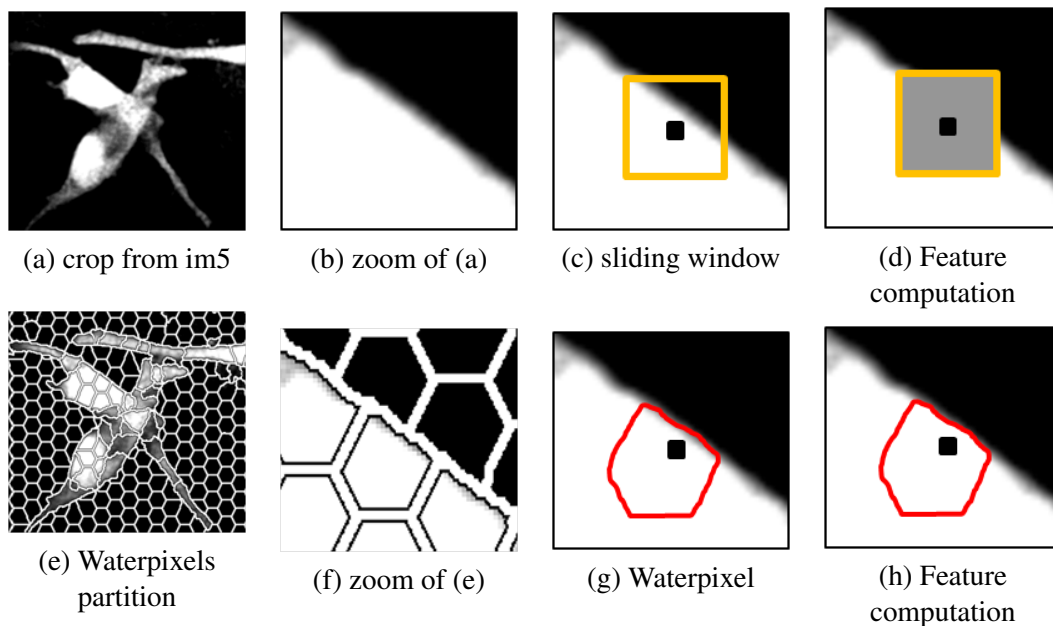 (a) crop from im5
(b) zoom of (a)
(c) sliding window
(d) Feature
computation
(e) Waterpixels
partition
(f) zoom of (e)
(g) Waterpixel
(h) Feature
computation